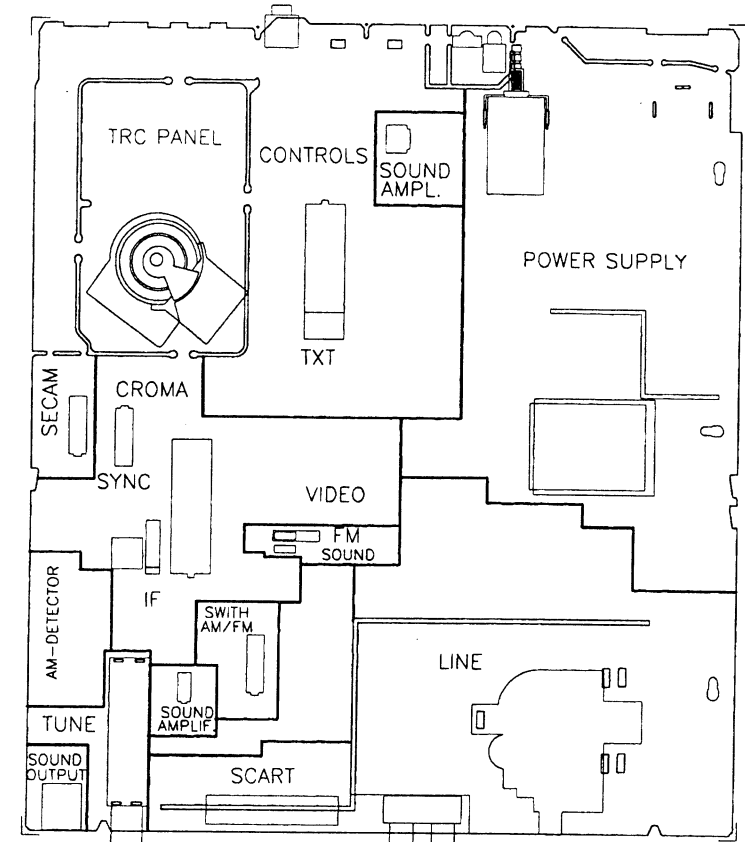 TRC PANEL
CONTROLS
SOUND
AMPL.
POWER SUPPLY
TXT
SECAM
CROMA
SYNC
VIDEO
FM
SOUND
IF
AM-DETECTOR
SWITH
AM/FM
LINE
TUNE
SOUND
AMPLIF.
SOUND
OUTPUT
SCART